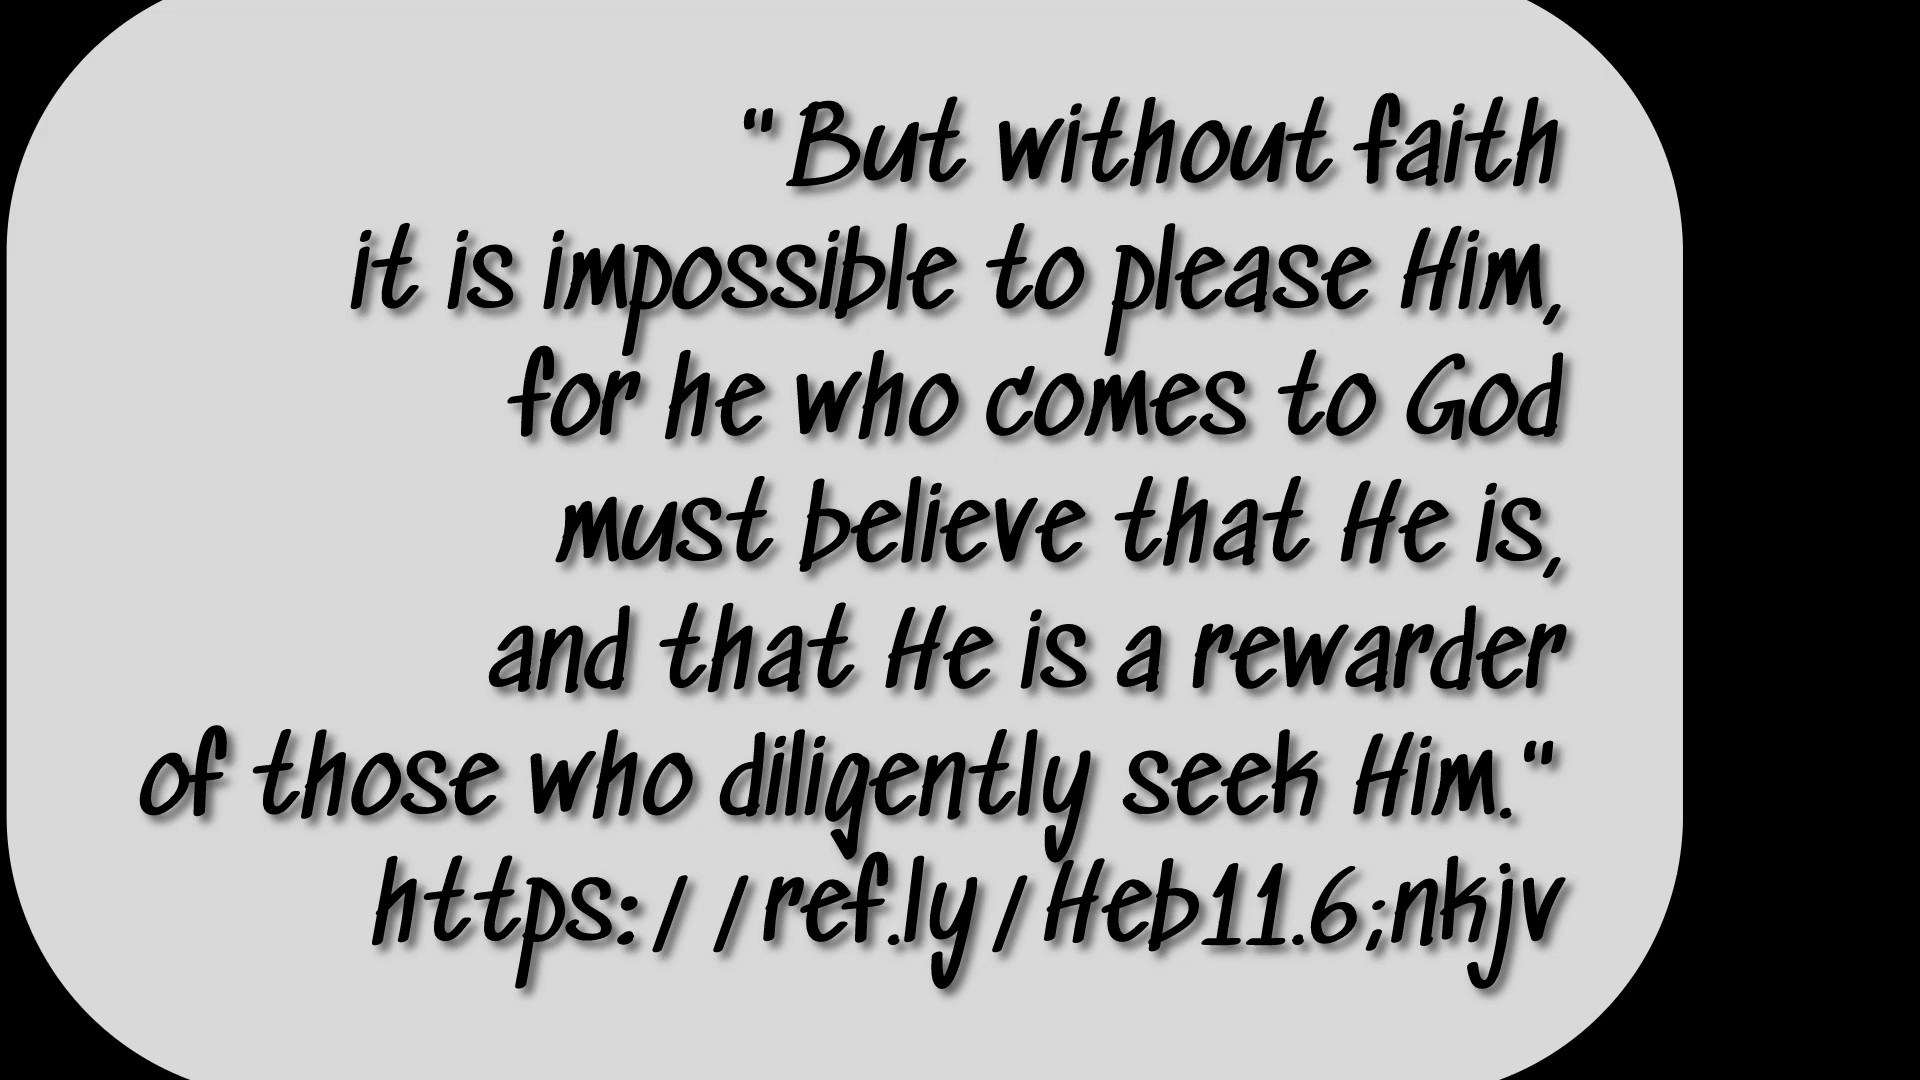 "But without faith
it is impossible to please Him,
for he who comes to God
must believe that He is,
and that He is a rewarder
of those who diligently seek Him."
https://ref.ly/Heb11.6;nkjv